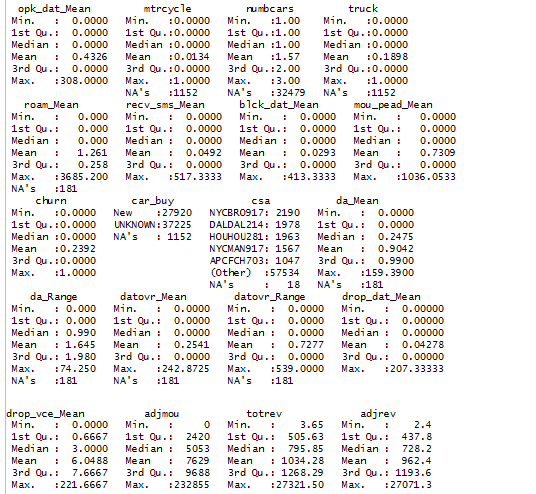 opk_dat_Mean mtrcycle numbcars truck
Min. : 0.0000 Min. :0.0000 Min. :1.00 Min. :0.0000
1st Qu.: 0.0000 1st Qu.:0.0000 1st Qu.:1.00 1st Qu.:0.0000
Median : 0.0000 Median :0.0000 Median :1.00 Median :0.0000
Mean : 0.4326 Mean :0.0134 Mean :1.57 Mean :0.1898
3rd Qu.: 0.0000 3rd Qu.:0.0000 3rd Qu.:2.00 3rd Qu.:0.0000
Max. :308.0000 Max. :1.0000 Max. :3.00 Max. :1.0000
NA's :1152 NA's :32479 NA's :1152
roam_Mean recv_sms_Mean blck_dat_Mean mou_pead_Mean
Min. : 0.000 Min. : 0.0000 Min. : 0.0000 Min. : 0.0000
1st Qu.: 0.000 1st Qu.: 0.0000 1st Qu.: 0.0000 1st Qu.: 0.0000
Median : 0.000 Median : 0.0000 Median : 0.0000 Median : 0.0000
Mean : 1.261 Mean : 0.0492 Mean : 0.0293 Mean : 0.7309
3rd Qu.: 0.258 3rd Qu.: 0.0000 3rd Qu.: 0.0000 3rd Qu.: 0.0000
Max. :3685.200 Max. :517.3333 Max. :413.3333 Max. :1036.0533
NA's :181
churn car_buy csa da_Mean
Min. :0.0000 New :27920 NYCBRO917: 2190 Min. : 0.0000
1st Qu.:0.0000 UNKNOWN:37225 DALDAL214: 1978 1st Qu.: 0.0000
Median :0.0000 NA's : 1152 HOUHOU281: 1963 Median : 0.2475
Mean :0.2392 NYCMAN917: 1567 Mean : 0.9042
3rd Qu.:0.0000 APCFCH703: 1047 3rd Qu.: 0.9900
Max. :1.0000 (Other) :57534 Max. :159.3900
NA's : 18 NA's :181
da_Range datovr_Mean datovr_Range drop_dat_Mean
Min. : 0.000 Min. : 0.0000 Min. : 0.0000 Min. : 0.00000
1st Qu.: 0.000 1st Qu.: 0.0000 1st Qu.: 0.0000 1st Qu.: 0.00000
Median : 0.990 Median : 0.0000 Median : 0.0000 Median : 0.00000
Mean : 1.645 Mean : 0.2541 Mean : 0.7277 Mean : 0.04278
3rd Qu.: 1.980 3rd Qu.: 0.0000 3rd Qu.: 0.0000 3rd Qu.: 0.00000
Max. :74.250 Max. :242.8725 Max. :539.0000 Max. :207.33333
NA's :181 NA's :181 NA's :181
drop_vce_Mean adjmou totrev adjrev
Min. : 0.0000 Min. : 0 Min. : 3.65 Min. : 2.4
1st Qu.: 0.6667 1st Qu.: 2420 1st Qu.: 505.63 1st Qu.: 437.8
Median : 3.0000 Median : 5053 Median : 795.85 Median : 728.2
Mean : 6.0488 Mean : 7629 Mean : 1034.28 Mean : 962.4
3rd Qu.: 7.6667 3rd Qu.: 9688 3rd Qu.: 1268.29 3rd Qu.: 1193.6
Max. :221.6667 Max. :232855 Max. :27321.50 Max. :27071.3